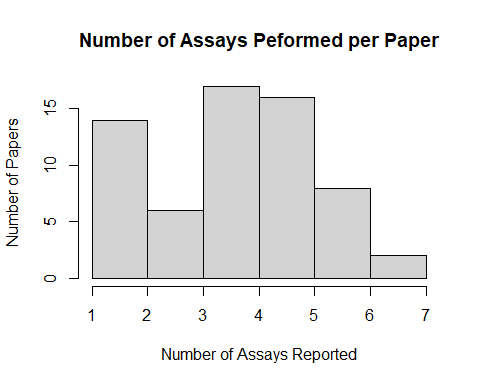 Number of Assays Peformed per Paper
Number of Papers
15
10
5
0
1 2 3 4 5 6 7
Number of Assays Reported